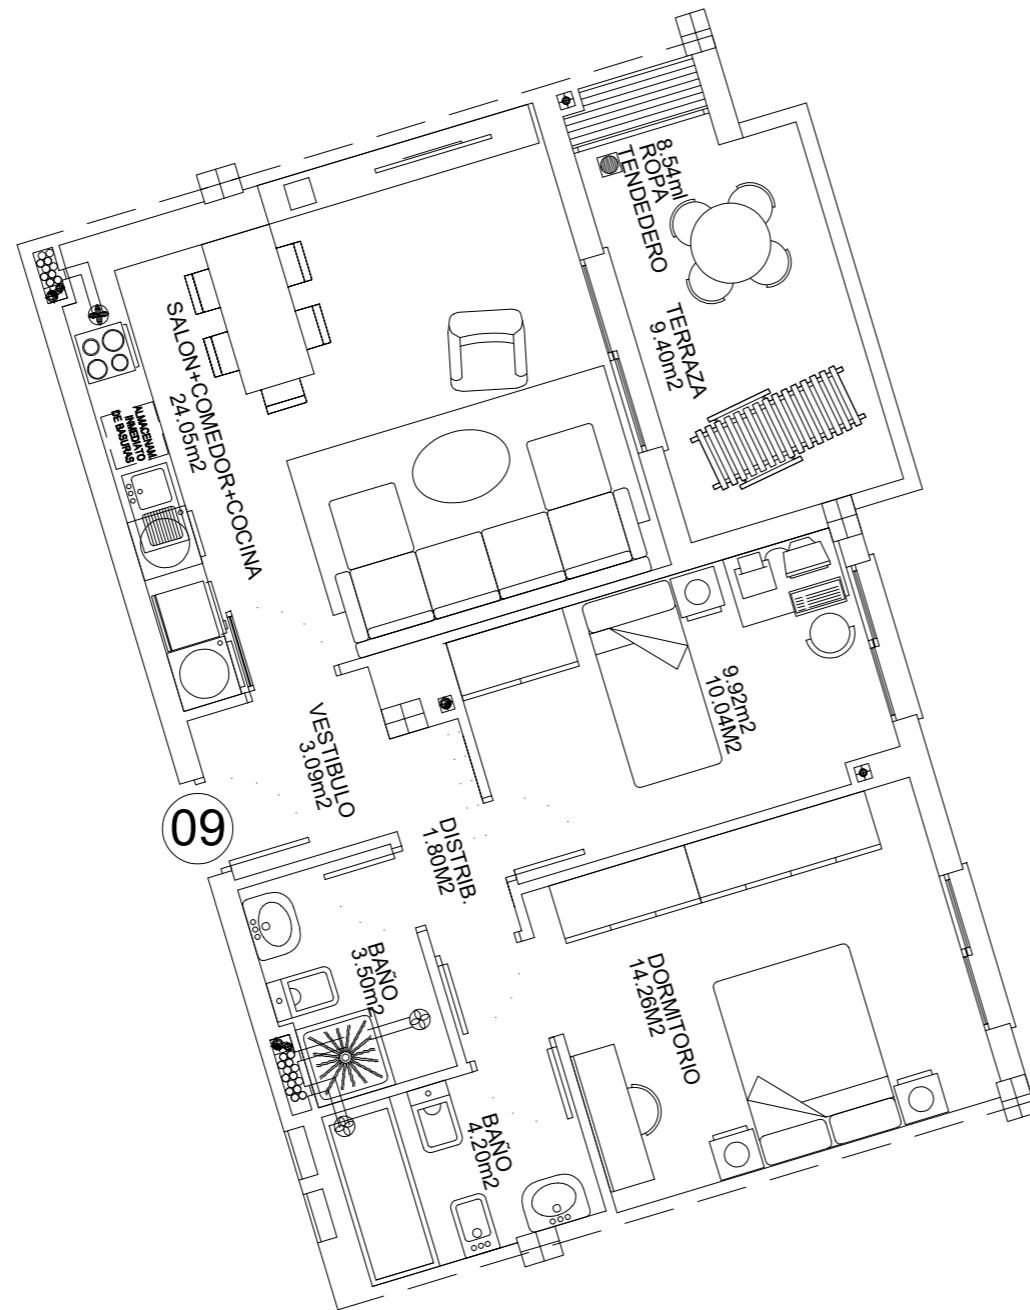 8.54ml
ROPA
TENDEDERO
TERRAZA
9.40m2
SALON+COMEDOR+COCINA
24.05m2
ALMACENAMI
INMEDIATO
DE BASURAS
9.92m2
10.04M2
VESTIBULO
3.09m2
09
DISTRIB.
1.80M2
BAÑO
3.50m2
DORMITORIO
14.26M2
BAÑO
4.20m2